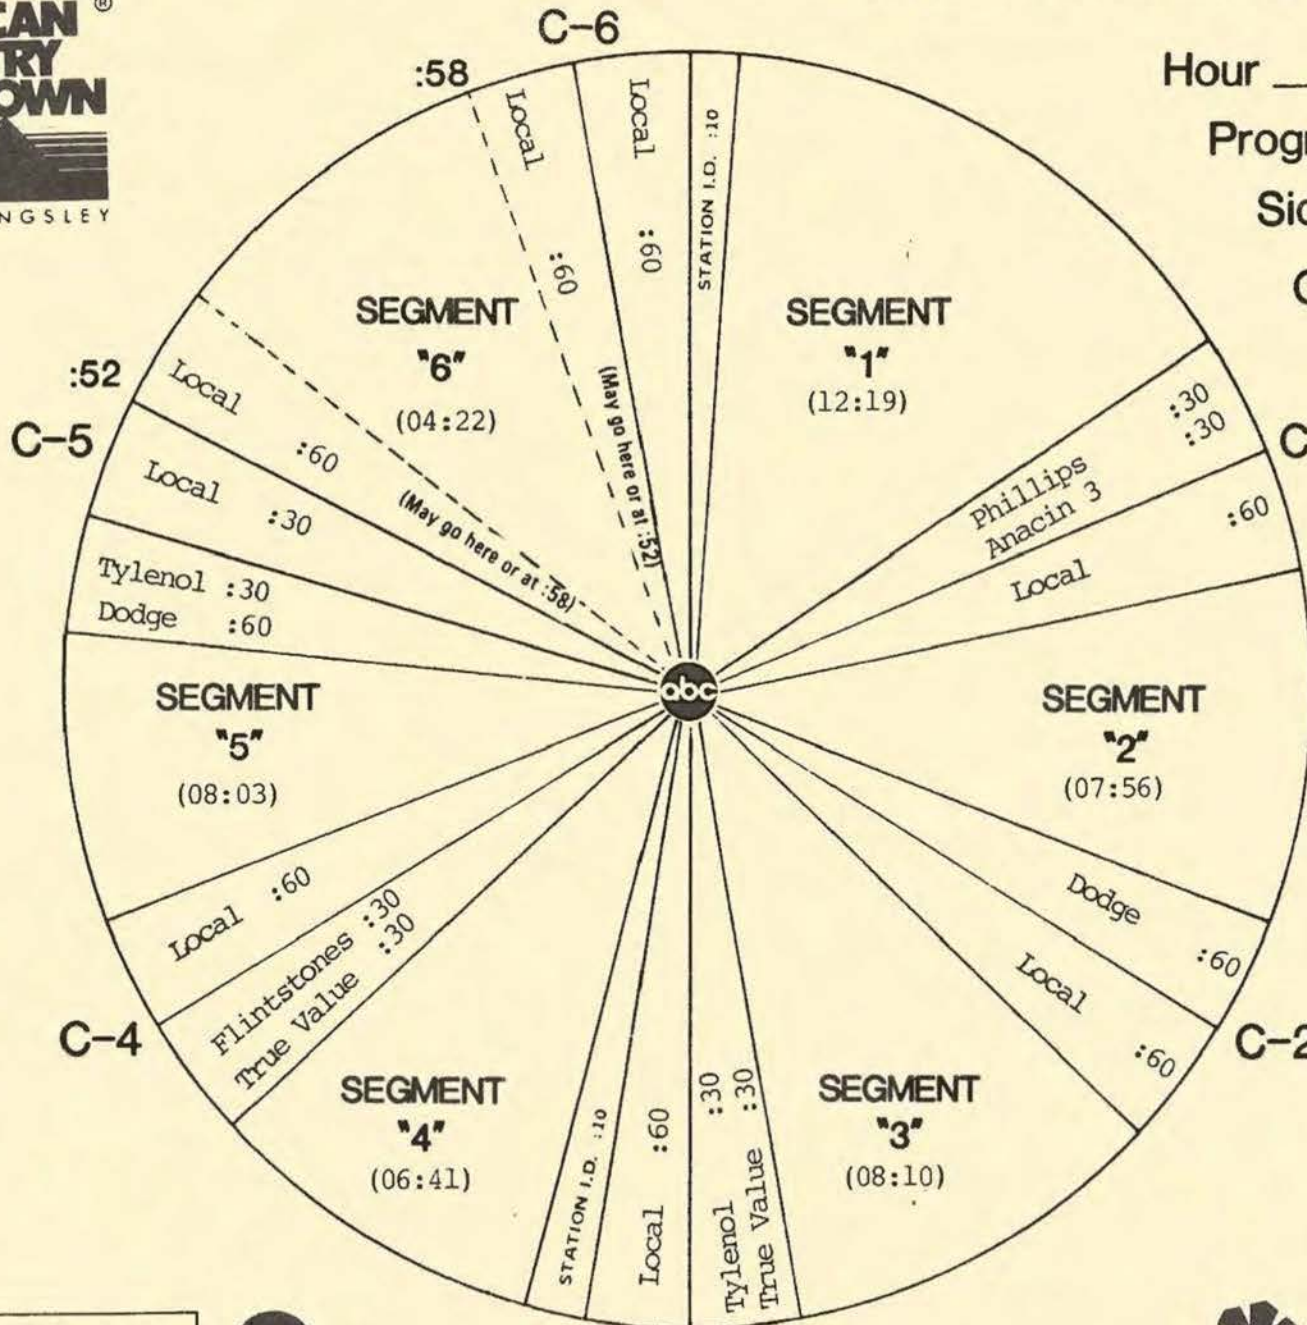 ®
NGSLEY
C-6
:58
Hour
STATION I.D. :10
SEGMENT
"1"
(12:19)
:30
:30
Phillips
Anacin 3
:60
Local
SEGMENT
"2"
(07:56)
Dodge
:60
C-2
Local
:60
SEGMENT
"3"
(08:10)
Tylenol :30
True Value :30
Local :60
STATION I.D. :10
SEGMENT
"4"
(06:41)
Flintstones :30
True Value :30
C-4
Local :60
SEGMENT
"5"
(08:03)
Tylenol :30
Dodge :60
Local :30
C-5
:52
Local :60
(May go here or at :58)
SEGMENT
"6"
(04:22)
Local :60
(May go here or at :52)
Local :60
abc